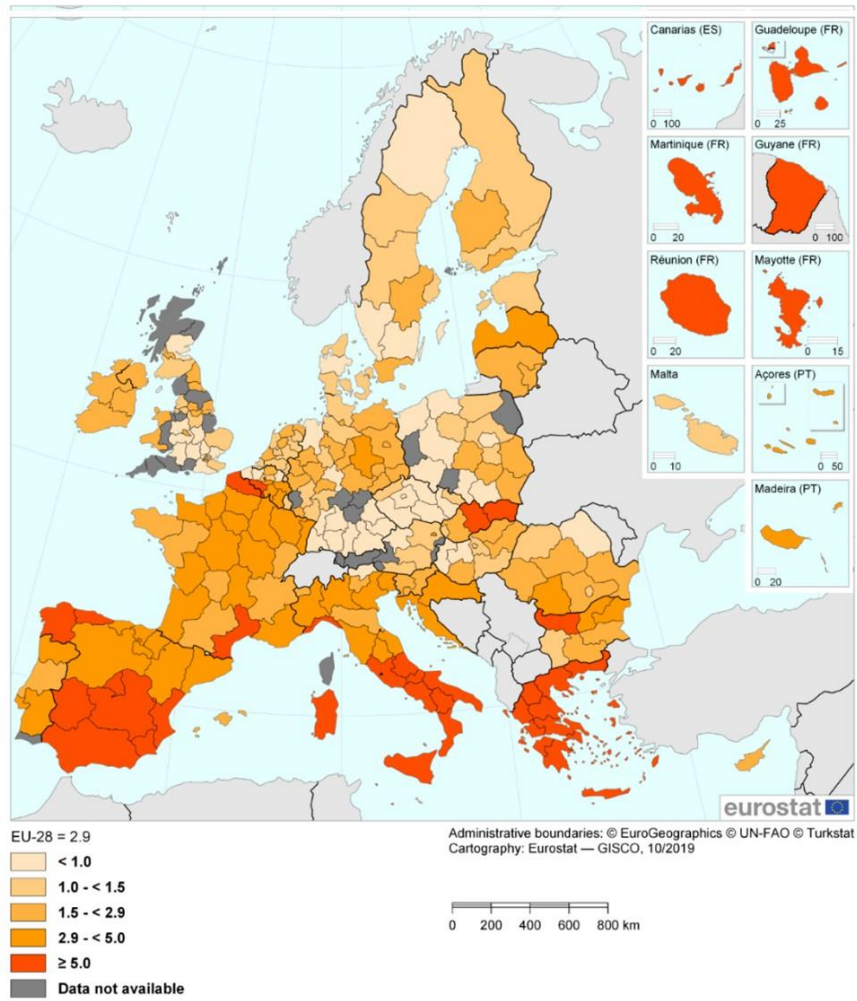 Canarias (ES)
0 100
Guadeloupe (FR)
0 25
Martinique (FR)
0 20
Guyane (FR)
0 100
Réunion (FR)
0 20
Mayotte (FR)
0 15
Malta
0 10
Açores (PT)
0 50
Madeira (PT)
0 20
eurostat
EU-28 = 2.9
< 1.0
1.0 - < 1.5
1.5 - < 2.9
2.9 - < 5.0
≥ 5.0
Data not available
Administrative boundaries: © EuroGeographics © UN-FAO © Turkstat
Cartography: Eurostat — GISCO, 10/2019
0 200 400 600 800 km